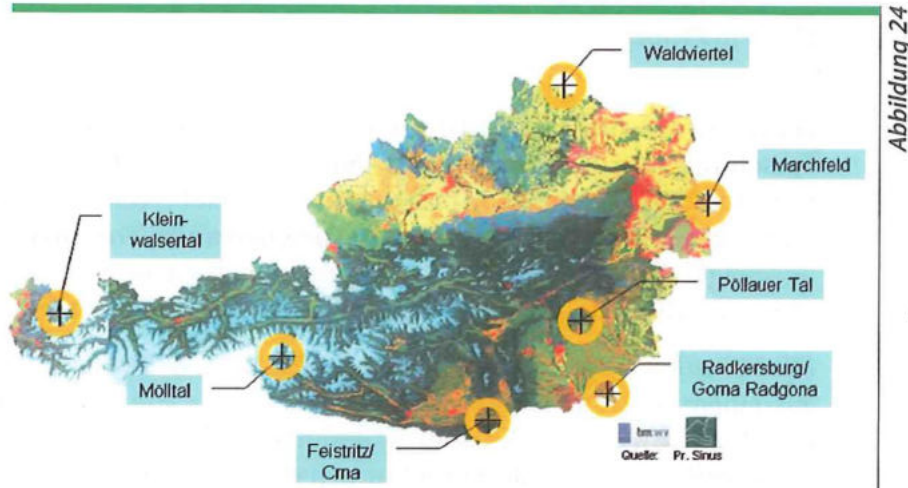 Abbildung 24
Waldviertel
Marchfeld
Klein-
walsertal
Pöllauer Tal
Mölltal
Radkersburg/
Gorna Radgona
Feistritz/
Crna
Quelle: Pr. Sinus